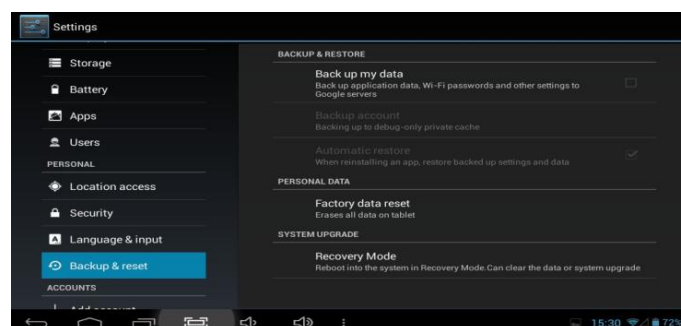 Settings
Storage
Battery
Apps
Users
PERSONAL
Location access
Security
A Language & input
Backup & reset
ACCOUNTS
Add account
BACKUP & RESTORE
Back up my data
Back up application data, Wi-Fi passwords and other settings to
Google servers
Backup account
Backing up to debug-only private cache
Automatic restore
When reinstalling an app, restore backed up settings and data
PERSONAL DATA
Factory data reset
Erases all data on tablet
SYSTEM UPGRADE
Recovery Mode
Reboot into the system in Recovery Mode.Can clear the data or system upgrade
15:30 72%